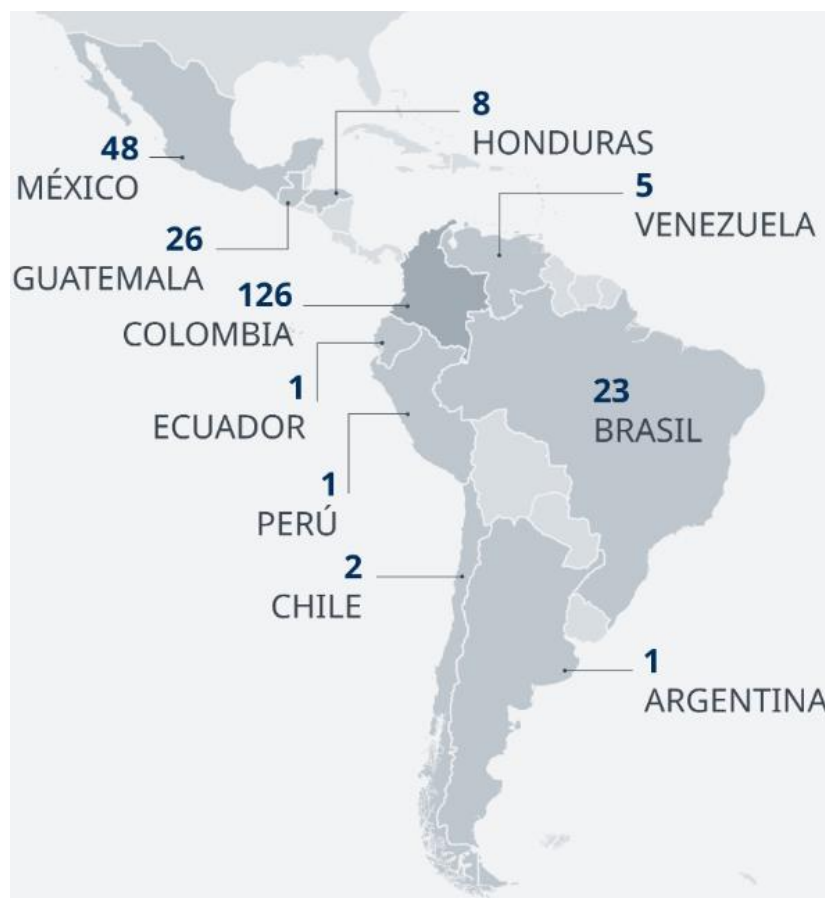 8
HONDURAS
48
MÉXICO
5
VENEZUELA
26
GUATEMALA
126
COLOMBIA
1
ECUADOR
23
BRASIL
1
PERÚ
2
CHILE
1
ARGENTINA